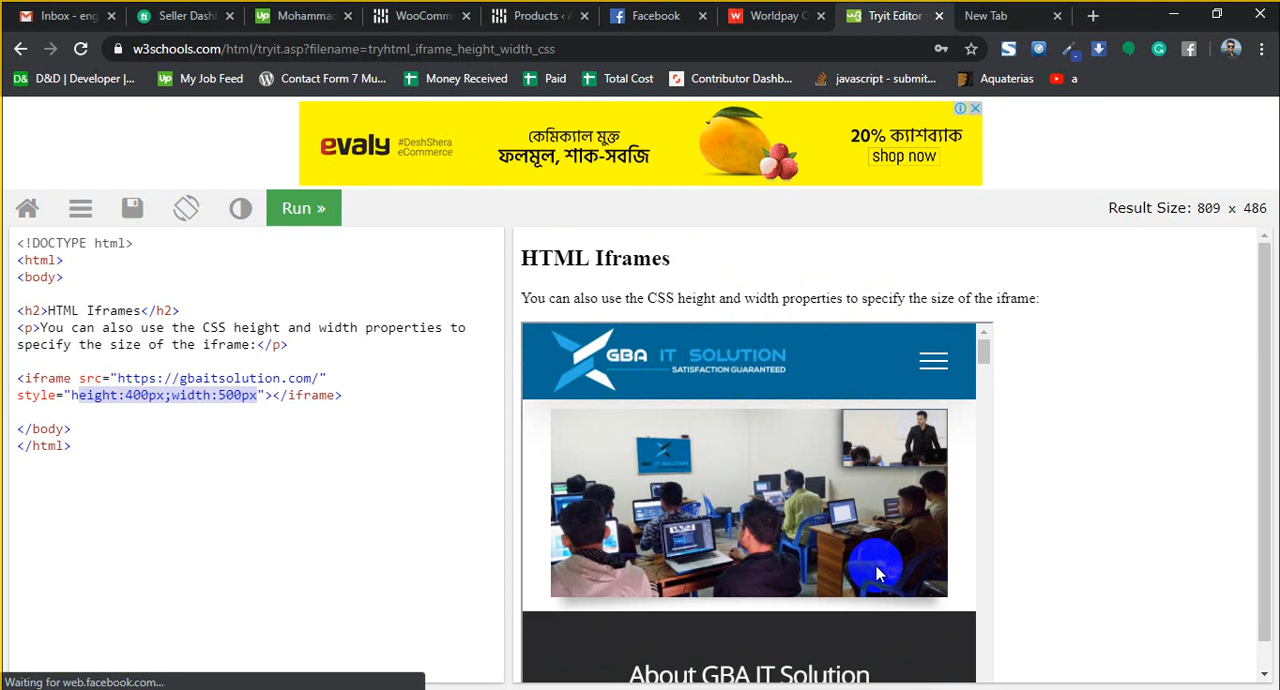 Inbox - eng
Seller Dash
Mohammad
WooComm
Products ‹ A
Facebook
Worldpay C
Tryit Editor
New Tab
w3schools.com/html/tryit.asp?filename=tryhtml_iframe_height_width_css
D&D | Developer |...
My Job Feed
Contact Form 7 Mu...
Money Received
Paid
Total Cost
Contributor Dashb...
javascript - submit...
Aquaterias
a
evaly
#DeshShera
eCommerce
কেমিক্যাল মুক্ত
ফলমূল, শাক-সবজি
20% ক্যাশব্যাক
shop now
Run »
Result Size: 809 x 486
<!DOCTYPE html>
<html>
<body>
<h2>HTML Iframes</h2>
<p>You can also use the CSS height and width properties to
specify the size of the iframe:</p>
<iframe src="https://gbaitsolution.com/"
style="height:400px;width:500px"></iframe>
</body>
</html>
HTML Iframes
You can also use the CSS height and width properties to specify the size of the iframe:
GBA IT SOLUTION
SATISFACTION GUARANTEED
About GBA IT Solution
Waiting for web.facebook.com...